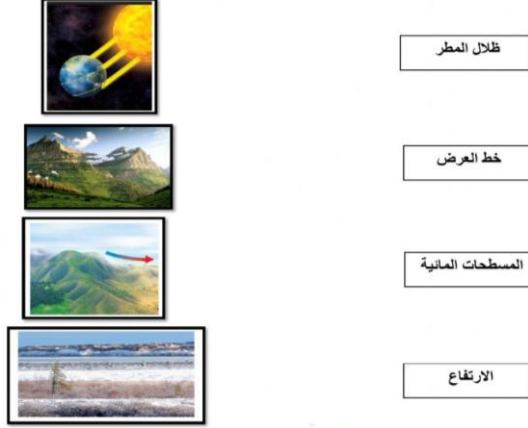 ظلال المطر
خط العرض
المسطحات المائية
الارتفاع